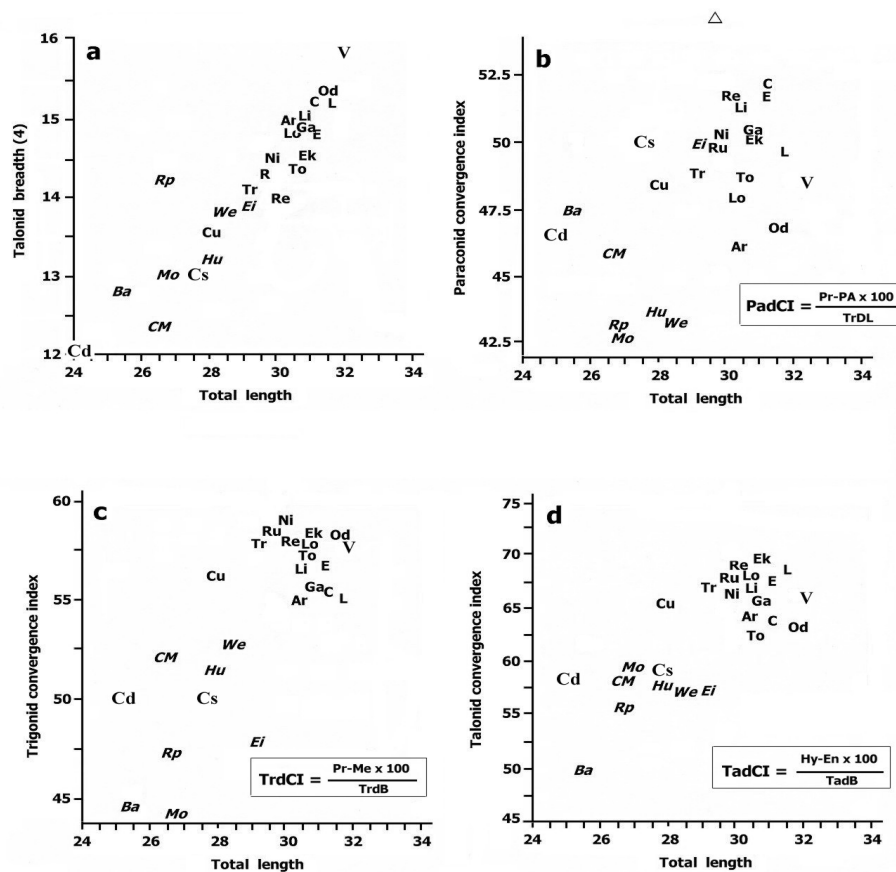 a
Talonid breadth (4)
16
15
14
13
12
V
Od
C L
Li
Ar
Ga
Lo E
Ek
Ni
To
R
Rp
Tr
Re
Ei
We
Cu
Hu
Mo Cs
Ba
CM
Cd
24 26 28 30 32 34
Total length
b
Paraconid convergence index
52.5
50
47.5
45
42.5
C
Re E
Li
Ga
Ni
Ek
Cs Ei
Ru
L
Tr To
Cu V
Lo
Ba
Od
Cd
Ar
CM
Hu
Rp We
Mo
PadCI = Pr-PA x 100
TrDL
24 26 28 30 32 34
Total length
c
Trigonid convergence index
60
55
50
45
Ni
Ru Ek Od
Tr Re Lo V
To
Li E
Cu
Ga C
Ar L
We
CM
Hu
Cd Cs
Ei
Rp
Ba
Mo
TrdCI = Pr-Me x 100
TrdB
24 26 28 30 32 34
Total length
d
Talonid convergence index
75
70
65
60
55
50
45
Ek
Re L
Ru Lo E
Tr Li
Ni
Ga V
Cu
Ar C
Od
To
Mo Cs
Cd CM
Hu
We Ei
Rp
Ba
TadCI = Hy-En x 100
TadB
24 26 28 30 32 34
Total length